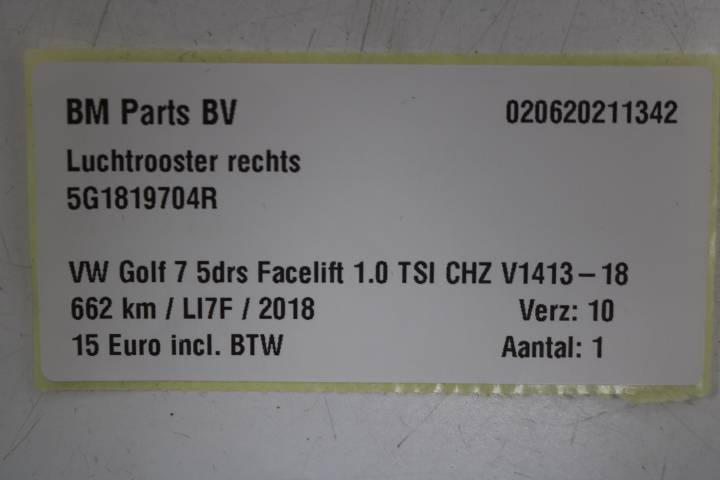 BM Parts BV 020620211342
Luchtrooster rechts
5G1819704R
VW Golf 7 5drs Facelift 1.0 TSI CHZ V1413-18
662 km / LI7F / 2018 Verz: 10
15 Euro incl. BTW Aantal: 1